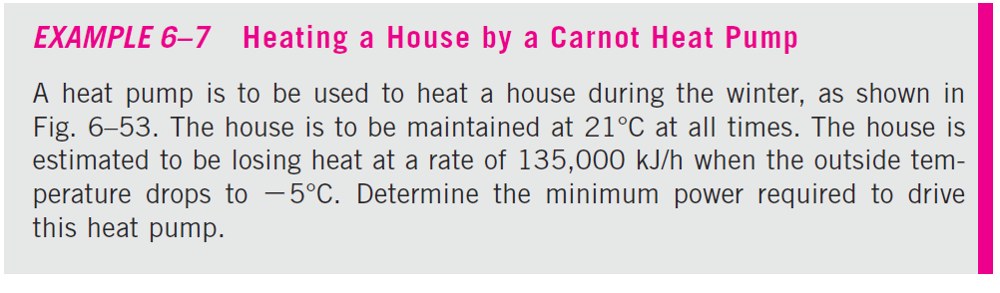 EXAMPLE 6–7 Heating a House by a Carnot Heat Pump
A heat pump is to be used to heat a house during the winter, as shown in
Fig. 6–53. The house is to be maintained at 21°C at all times. The house is
estimated to be losing heat at a rate of 135,000 kJ/h when the outside tem-
perature drops to −5°C. Determine the minimum power required to drive
this heat pump.